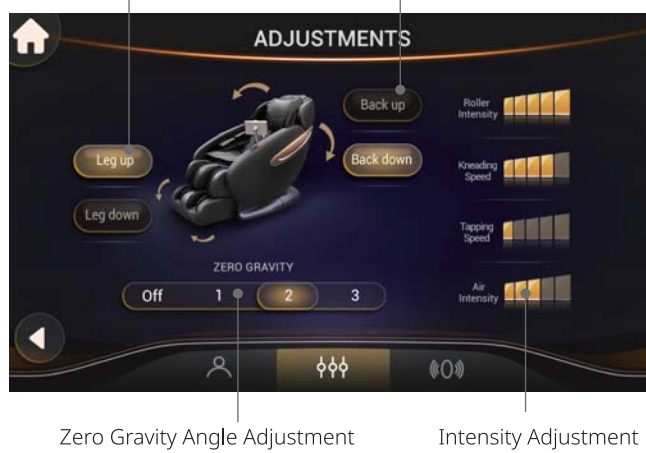 ADJUSTMENTS
Back up
Roller
Intensity
Leg up
Back down
Kneading
Speed
Leg down
Tapping
Speed
ZERO GRAVITY
Off 1 2 3
Air
Intensity
Zero Gravity Angle Adjustment
Intensity Adjustment